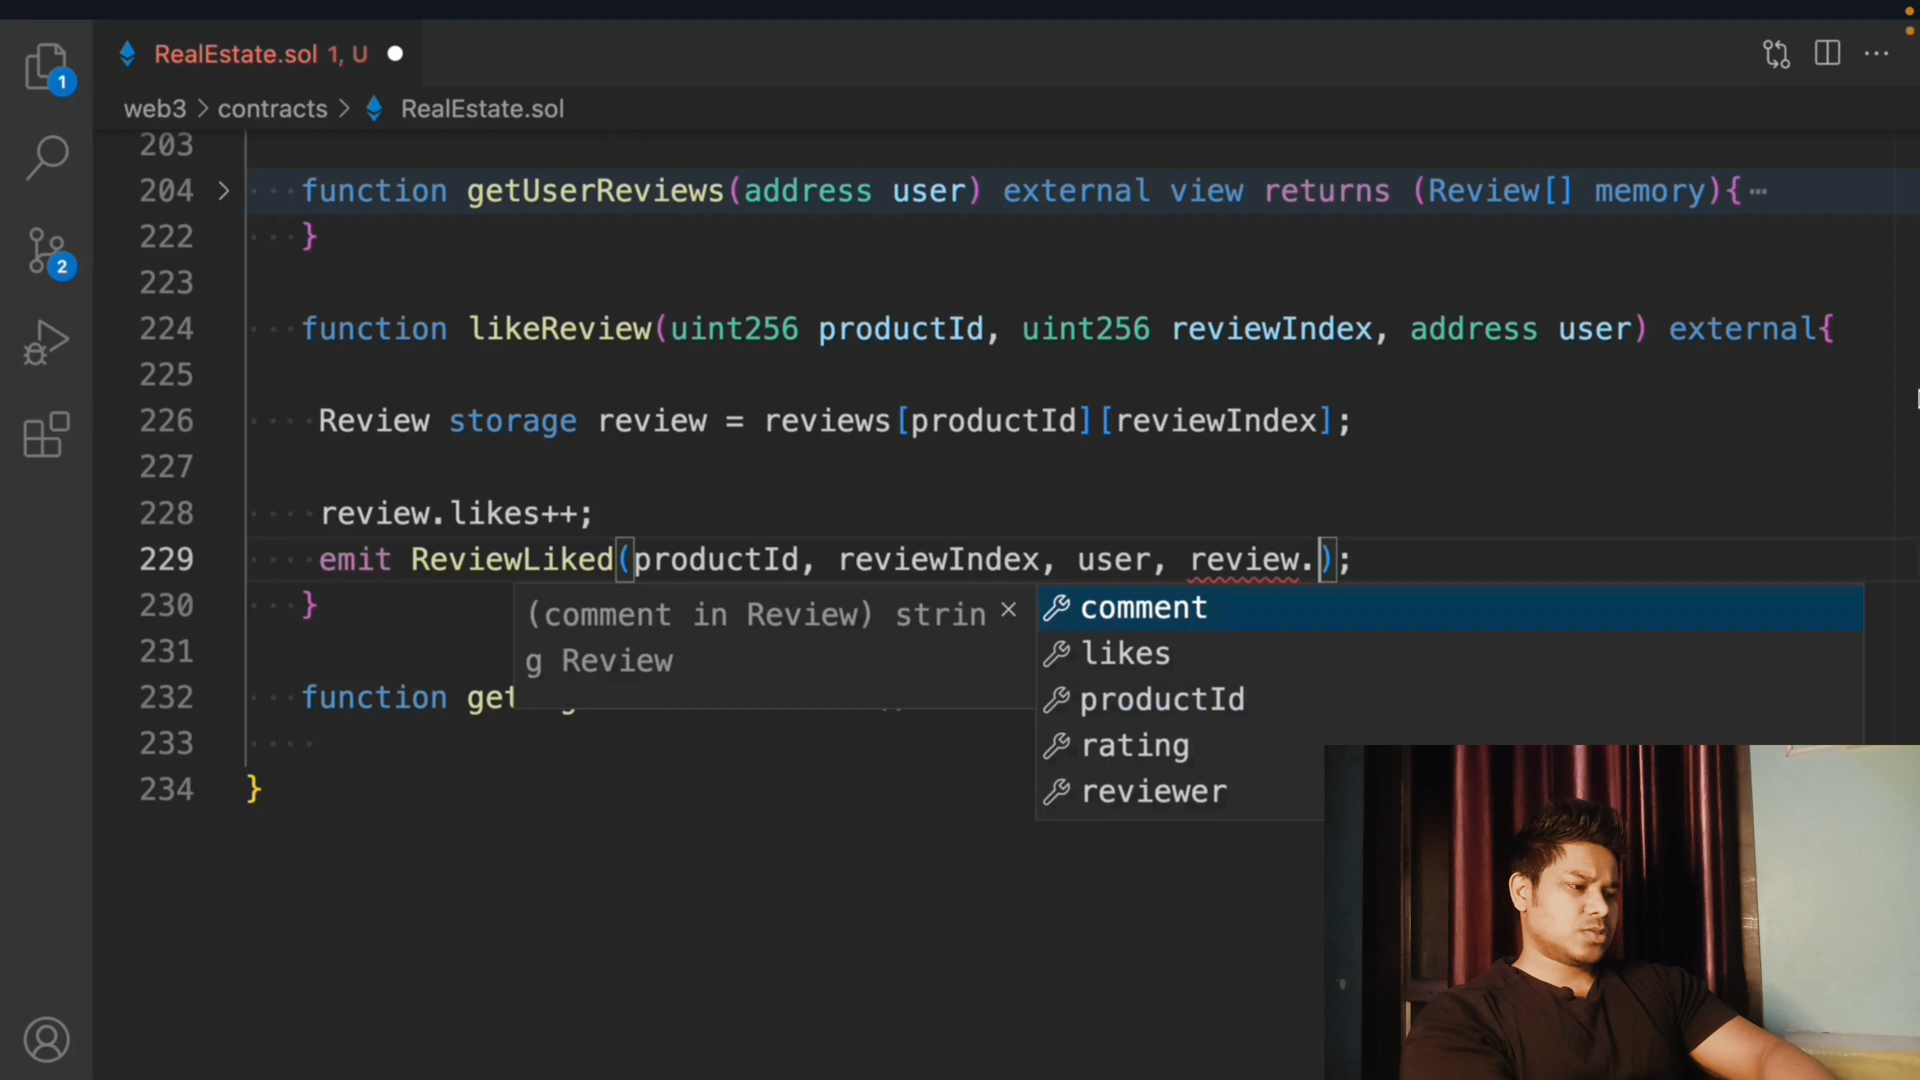 RealEstate.sol 1, U
1
web3 > contracts > RealEstate.sol
203
204 function getUserReviews(address user) external view returns (Review[] memory){
222 }
223
2
224 function likeReview(uint256 productId, uint256 reviewIndex, address user) external{
225
226 Review storage review = reviews[productId][reviewIndex];
227
228 review.likes++;
229 emit ReviewLiked(productId, reviewIndex, user, review.);
230 }
(comment in Review) strin
g Review
comment
likes
productId
rating
reviewer
231
232 function get
233
234 }